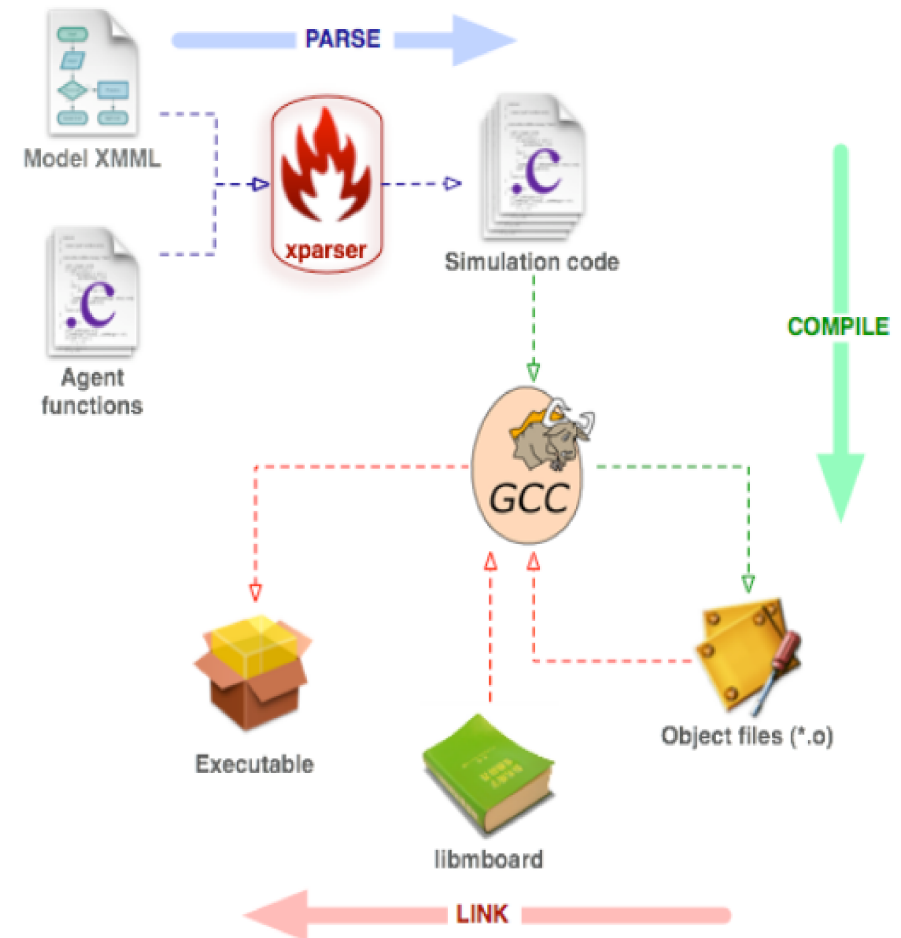 PARSE
Model XMML
xparser
.c
Simulation code
.c
Agent
functions
COMPILE
GCC
Executable
Object files (*.o)
libmboard
LINK